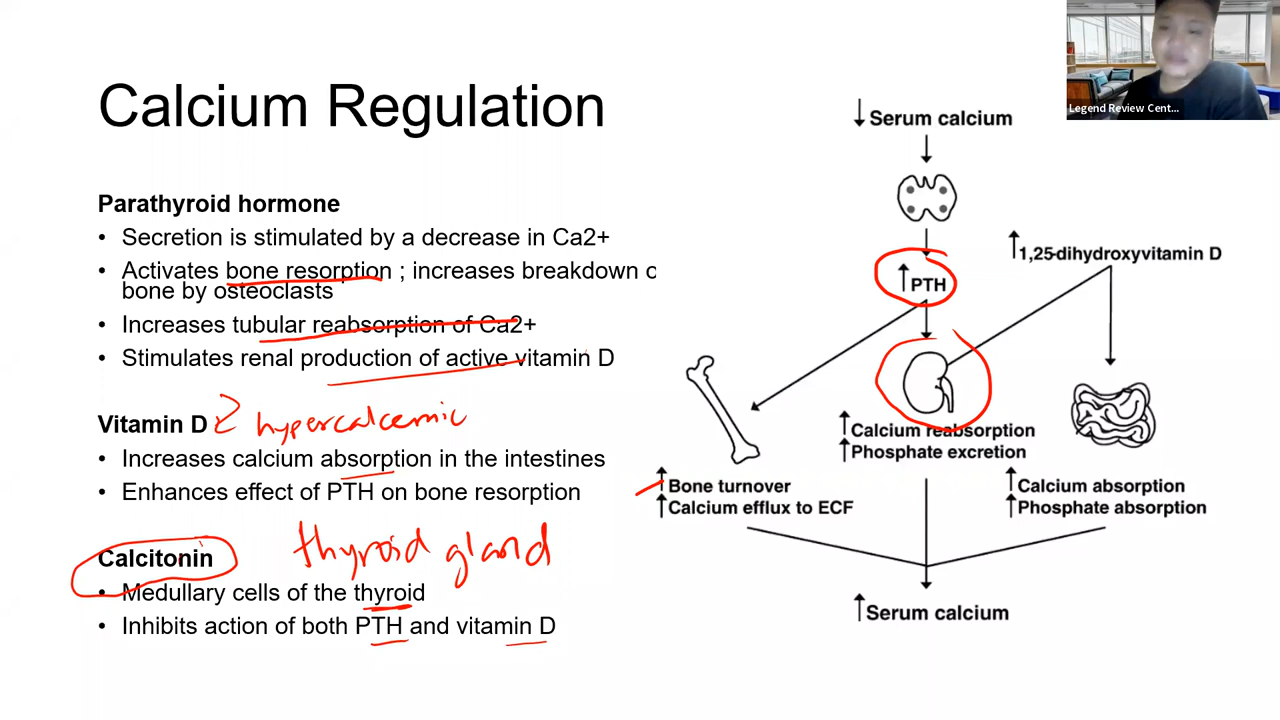 Calcium Regulation
Parathyroid hormone
• Secretion is stimulated by a decrease in Ca2+
• Activates bone resorption ; increases breakdown o
bone by osteoclasts
• Increases tubular reabsorption of Ca2+
• Stimulates renal production of active vitamin D
Vitamin D hypercalcemic
• Increases calcium absorption in the intestines
• Enhances effect of PTH on bone resorption
Calcitonin thyroid gland
• Medullary cells of the thyroid
• Inhibits action of both PTH and vitamin D
Legend Review Cent...
↓ Serum calcium
↑ PTH
↑ 1,25-dihydroxyvitamin D
↑ Bone turnover
↑ Calcium efflux to ECF
↑ Calcium reabsorption
↑ Phosphate excretion
↑ Calcium absorption
↑ Phosphate absorption
↑ Serum calcium